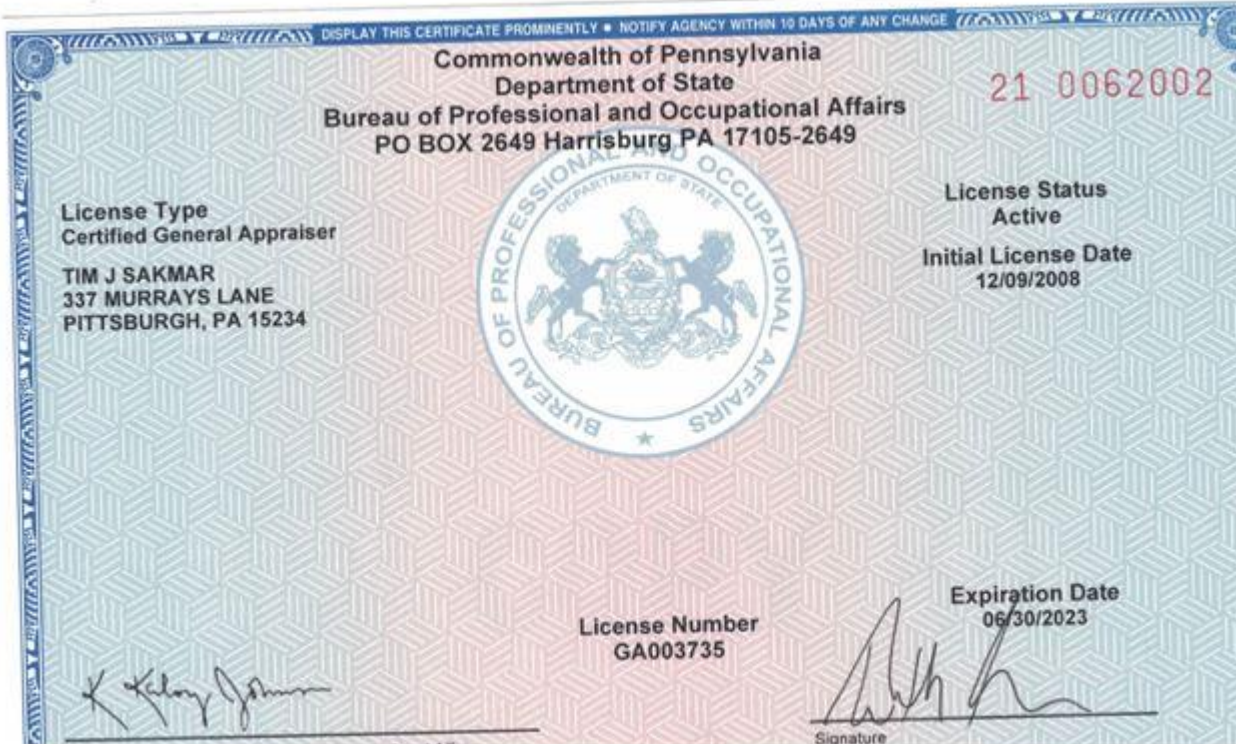 DISPLAY THIS CERTIFICATE PROMINENTLY • NOTIFY AGENCY WITHIN 10 DAYS OF ANY CHANGE
Commonwealth of Pennsylvania
Department of State
Bureau of Professional and Occupational Affairs
PO BOX 2649 Harrisburg PA 17105-2649
21 0062002
BUREAU OF PROFESSIONAL AND OCCUPATIONAL AFFAIRS
DEPARTMENT OF STATE
License Type
Certified General Appraiser
TIM J SAKMAR
337 MURRAYS LANE
PITTSBURGH, PA 15234
License Status
Active
Initial License Date
12/09/2008
Expiration Date
06/30/2023
License Number
GA003735
Signature